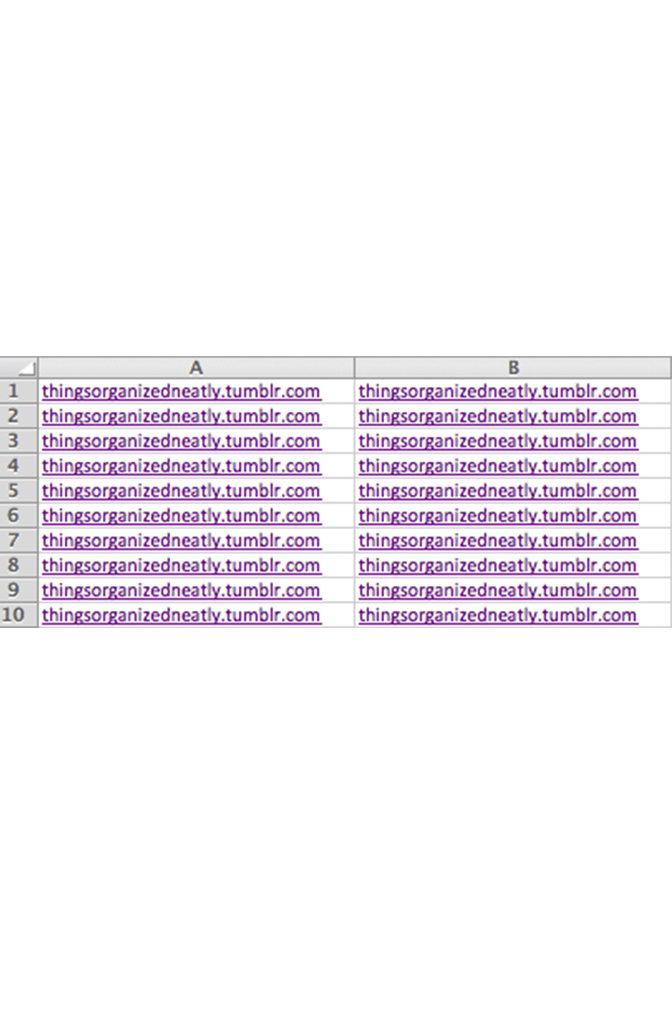 A B
1 thingsorganizedneatly.tumblr.com thingsorganizedneatly.tumblr.com
2 thingsorganizedneatly.tumblr.com thingsorganizedneatly.tumblr.com
3 thingsorganizedneatly.tumblr.com thingsorganizedneatly.tumblr.com
4 thingsorganizedneatly.tumblr.com thingsorganizedneatly.tumblr.com
5 thingsorganizedneatly.tumblr.com thingsorganizedneatly.tumblr.com
6 thingsorganizedneatly.tumblr.com thingsorganizedneatly.tumblr.com
7 thingsorganizedneatly.tumblr.com thingsorganizedneatly.tumblr.com
8 thingsorganizedneatly.tumblr.com thingsorganizedneatly.tumblr.com
9 thingsorganizedneatly.tumblr.com thingsorganizedneatly.tumblr.com
10 thingsorganizedneatly.tumblr.com thingsorganizedneatly.tumblr.com